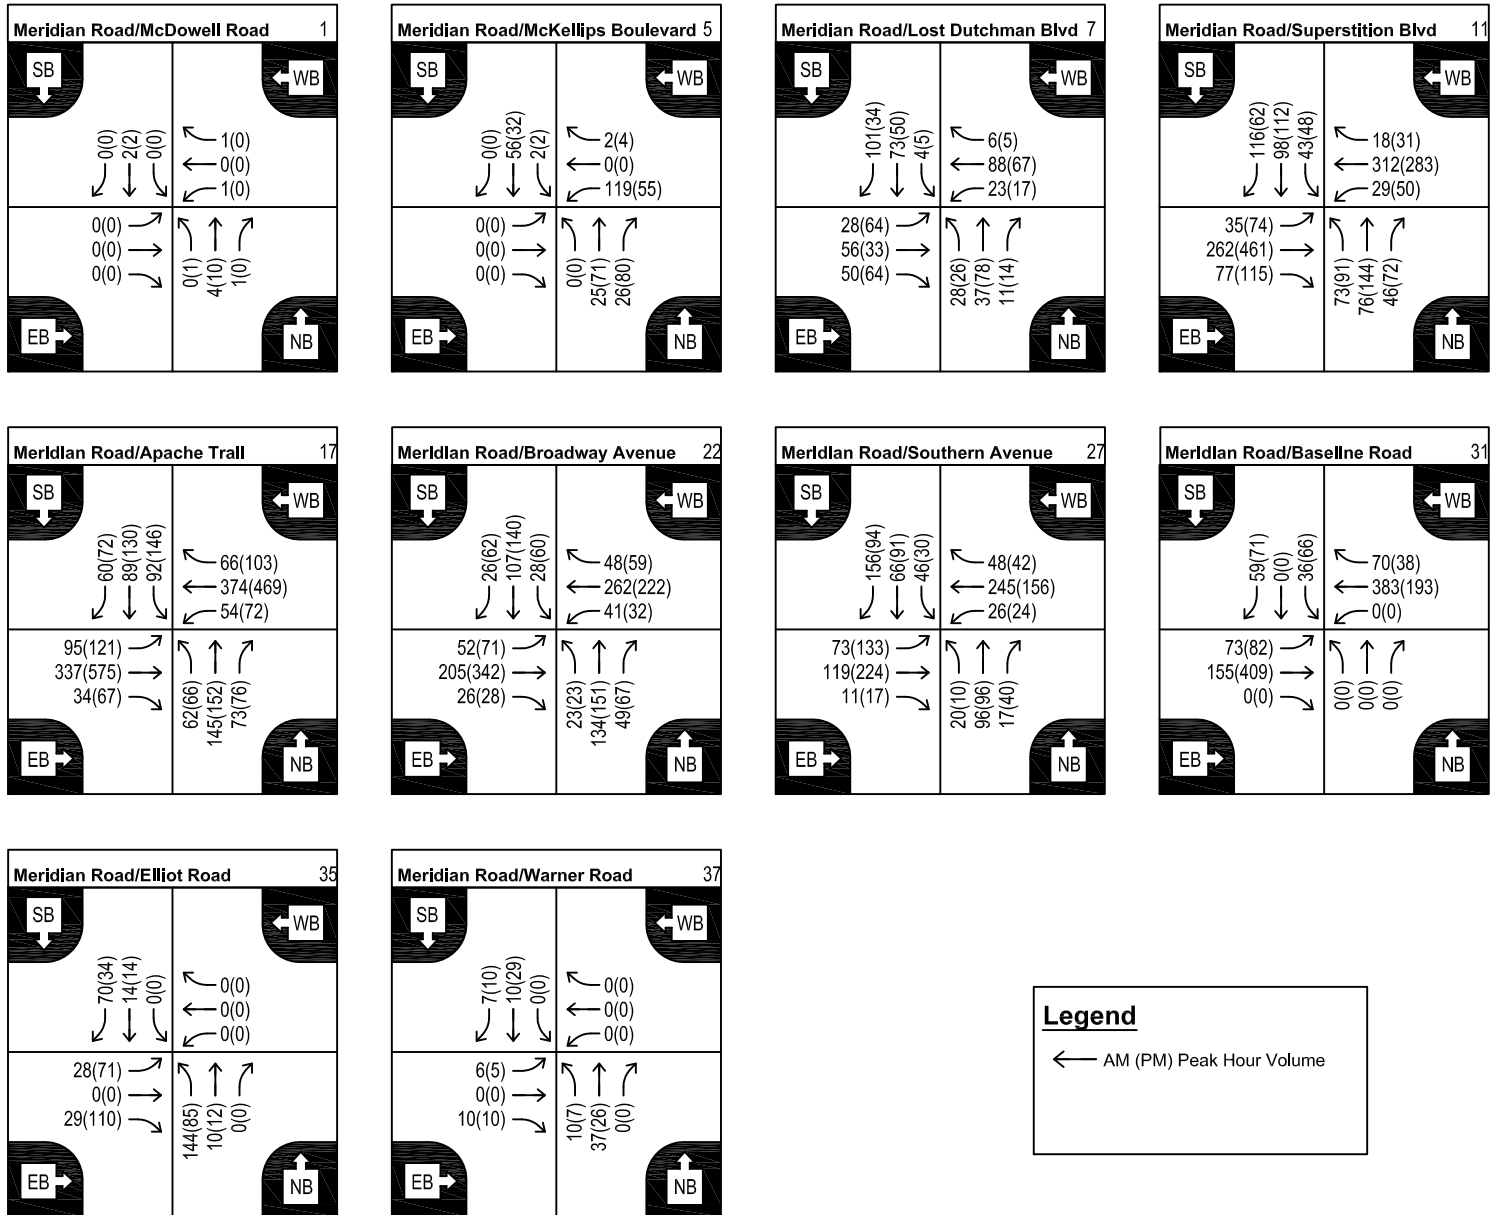 Meridian Road/McDowell Road 1
SB
WB
0(0)
2(2)
0(0)
1(0)
0(0)
1(0)
0(0)
0(0)
0(0)
0(1)
4(10)
1(0)
EB
NB
Meridian Road/McKellips Boulevard 5
SB
WB
0(0)
56(32)
2(2)
2(4)
0(0)
119(55)
0(0)
0(0)
0(0)
0(0)
25(71)
26(80)
EB
NB
Meridian Road/Lost Dutchman Blvd 7
SB
WB
101(34)
73(50)
4(5)
6(5)
88(67)
23(17)
28(64)
56(33)
50(64)
28(26)
37(78)
11(14)
EB
NB
Meridian Road/Superstition Blvd 11
SB
WB
116(62)
98(112)
43(48)
18(31)
312(283)
29(50)
35(74)
262(461)
77(115)
73(91)
76(144)
46(72)
EB
NB
Meridian Road/Apache Trail 17
SB
WB
60(72)
89(130)
92(146)
66(103)
374(469)
54(72)
95(121)
337(575)
34(67)
62(66)
145(152)
73(76)
EB
NB
Meridian Road/Broadway Avenue 22
SB
WB
26(62)
107(140)
28(60)
48(59)
262(222)
41(32)
52(71)
205(342)
26(28)
23(23)
134(151)
49(67)
EB
NB
Meridian Road/Southern Avenue 27
SB
WB
156(94)
66(91)
46(30)
48(42)
245(156)
26(24)
73(133)
119(224)
11(17)
20(10)
96(96)
17(40)
EB
NB
Meridian Road/Baseline Road 31
SB
WB
59(71)
0(0)
36(66)
70(38)
383(193)
0(0)
73(82)
155(409)
0(0)
0(0)
0(0)
0(0)
EB
NB
Meridian Road/Elliot Road 35
SB
WB
70(34)
14(14)
0(0)
0(0)
0(0)
0(0)
28(71)
0(0)
29(110)
144(85)
10(12)
0(0)
EB
NB
Meridian Road/Warner Road 37
SB
WB
7(10)
10(29)
0(0)
0(0)
0(0)
0(0)
6(5)
0(0)
10(10)
10(7)
37(26)
0(0)
EB
NB
Legend
AM (PM) Peak Hour Volume